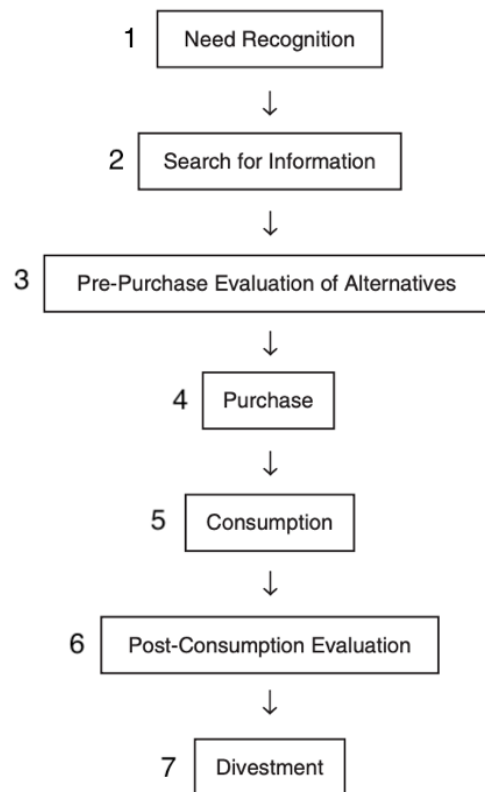 1 Need Recognition
2 Search for Information
3 Pre-Purchase Evaluation of Alternatives
4 Purchase
5 Consumption
6 Post-Consumption Evaluation
7 Divestment